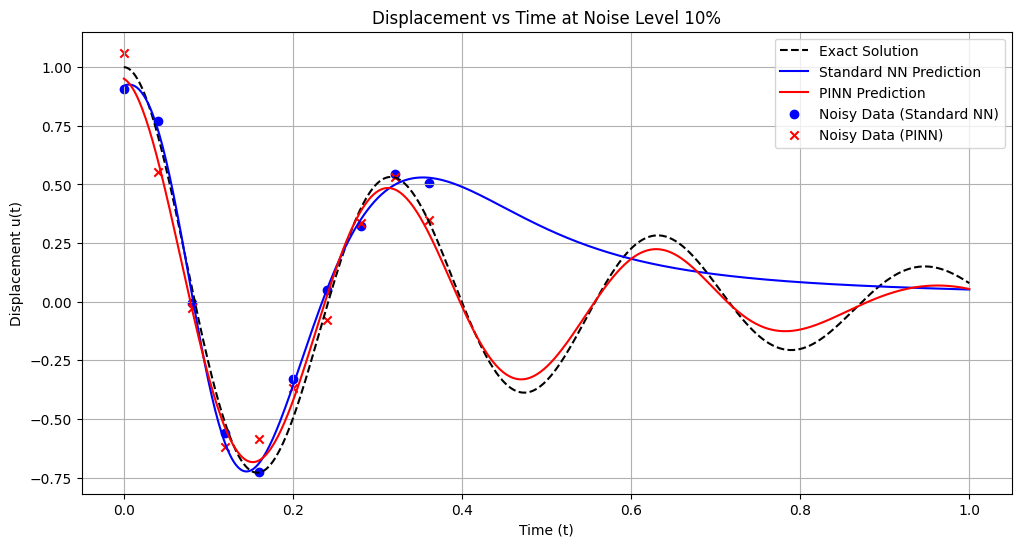 Displacement vs Time at Noise Level 10%
Exact Solution
Standard NN Prediction
PINN Prediction
Noisy Data (Standard NN)
Noisy Data (PINN)
Displacement u(t)
1.00
0.75
0.50
0.25
0.00
−0.25
−0.50
−0.75
0.0 0.2 0.4 0.6 0.8 1.0
Time (t)